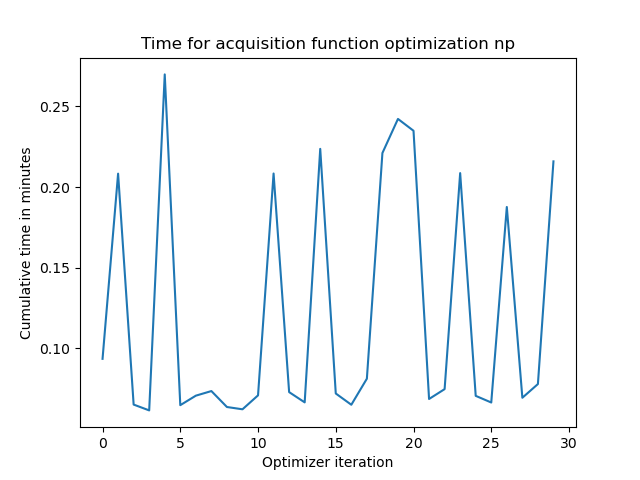 Time for acquisition function optimization np
Cumulative time in minutes
0.25
0.20
0.15
0.10
0 5 10 15 20 25 30
Optimizer iteration